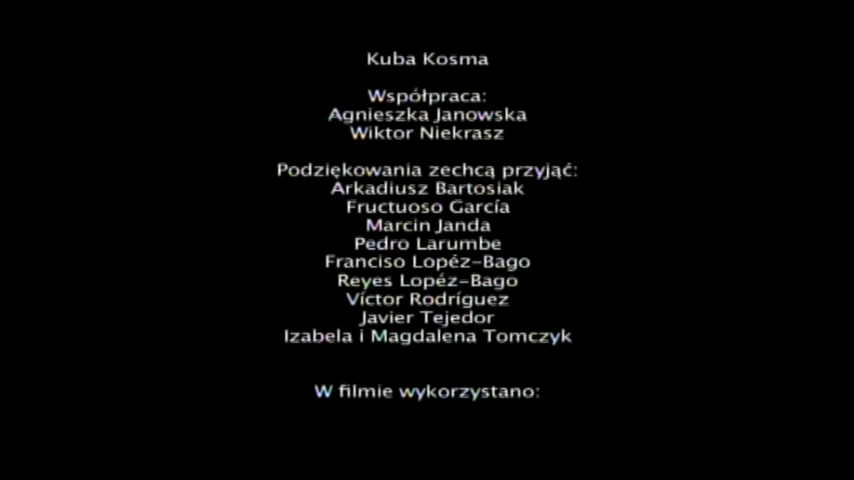 Kuba Kosma
Współpraca:
Agnieszka Janowska
Wiktor Niekrasz
Podziękowania zechcą przyjąć:
Arkadiusz Bartosiak
Fructuoso García
Marcin Janda
Pedro Larumbe
Franciso Lopéz-Bago
Reyes Lopéz-Bago
Víctor Rodríguez
Javier Tejedor
Izabela i Magdalena Tomczyk
W filmie wykorzystano: